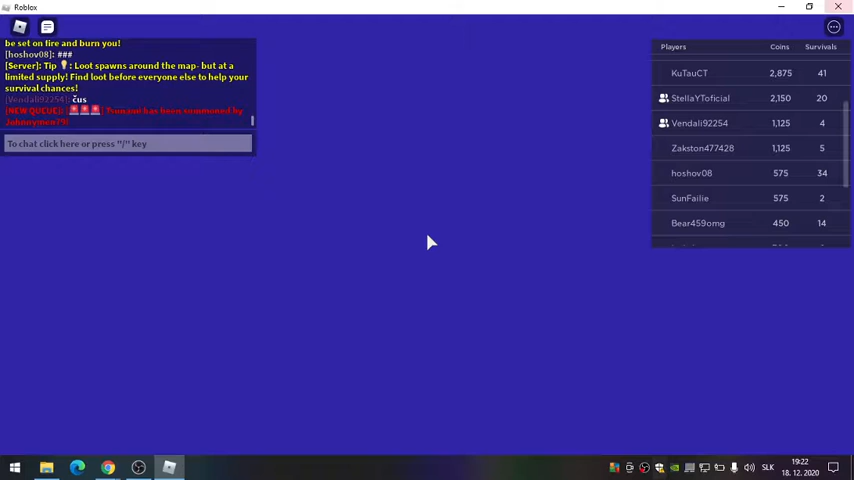 Roblox
be set on fire and burn you!
[hoshov08]: ###
[Server]: Tip 💡: Loot spawns around the map- but at a
limited supply! Find loot before everyone else to help your
survival chances!
[Vendali92254]: čus
[NEW QUEUE] [🚨🚨🚨] Tsunami has been summoned by
To chat click here or press "/" key
Players Coins Survivals
KuTauCT 2,875 41
StellaYToficial 2,150 20
Vendali92254 1,125 4
Zakston477428 1,125 5
hoshov08 575 34
SunFailie 575 2
Bear459omg 450 14
SLK
19:22
18. 12. 2020